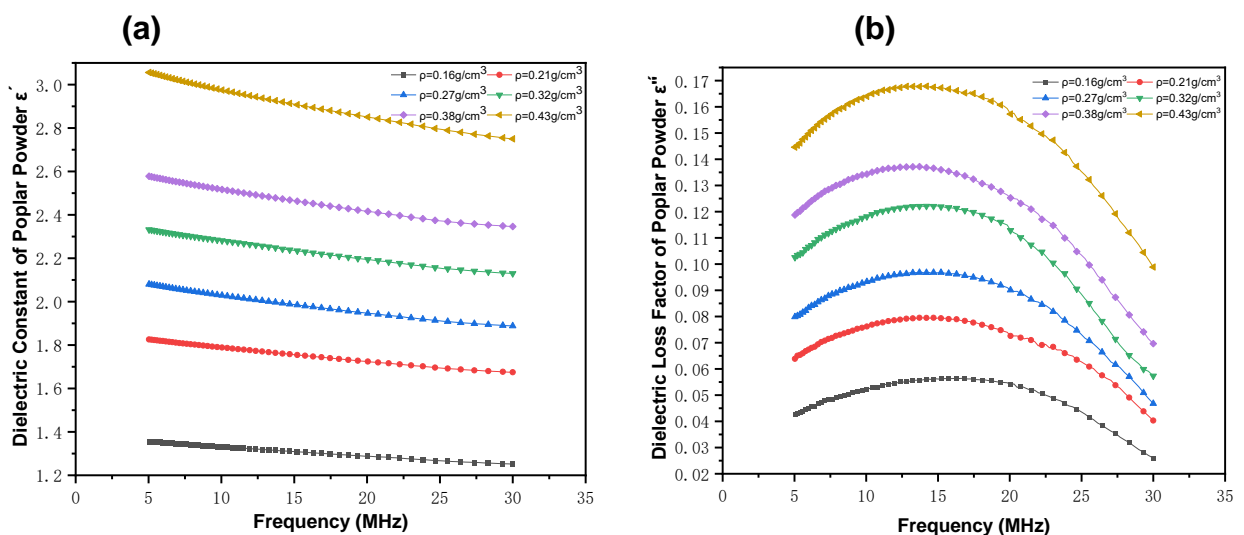 (a)
Dielectric Constant of Poplar Powder ε′
3.0
2.8
2.6
2.4
2.2
2.0
1.8
1.6
1.4
1.2
ρ=0.16g/cm³ ρ=0.21g/cm³
ρ=0.27g/cm³ ρ=0.32g/cm³
ρ=0.38g/cm³ ρ=0.43g/cm³
0 5 10 15 20 25 30 35
Frequency (MHz)
(b)
Dielectric Loss Factor of Poplar Powder ε″
0.17
0.16
0.15
0.14
0.13
0.12
0.11
0.10
0.09
0.08
0.07
0.06
0.05
0.04
0.03
0.02
ρ=0.16g/cm³ ρ=0.21g/cm³
ρ=0.27g/cm³ ρ=0.32g/cm³
ρ=0.38g/cm³ ρ=0.43g/cm³
0 5 10 15 20 25 30 35
Frequency (MHz)